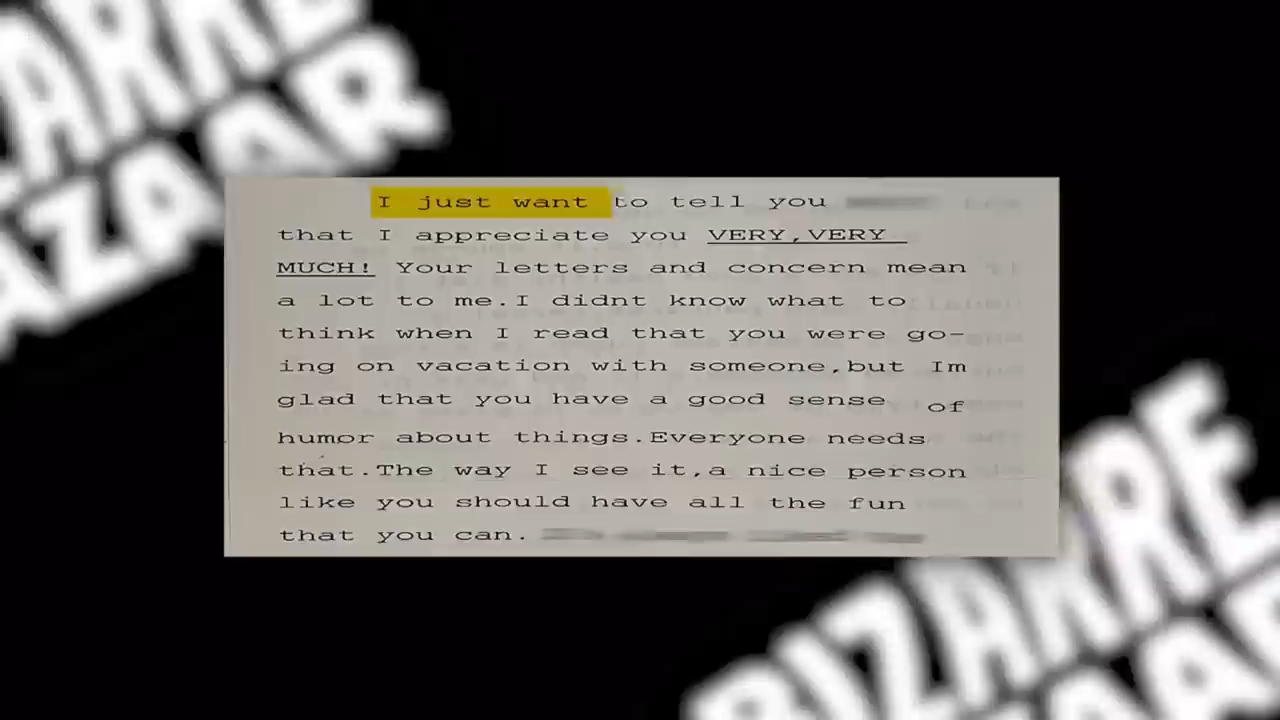 ARRE
AZAAR
I just want to tell you
that I appreciate you VERY,VERY
MUCH! Your letters and concern mean
a lot to me.I didnt know what to
think when I read that you were go-
ing on vacation with someone,but Im
glad that you have a good sense of
humor about things.Everyone needs
that.The way I see it,a nice person
like you should have all the fun
that you can.
BIZARRE